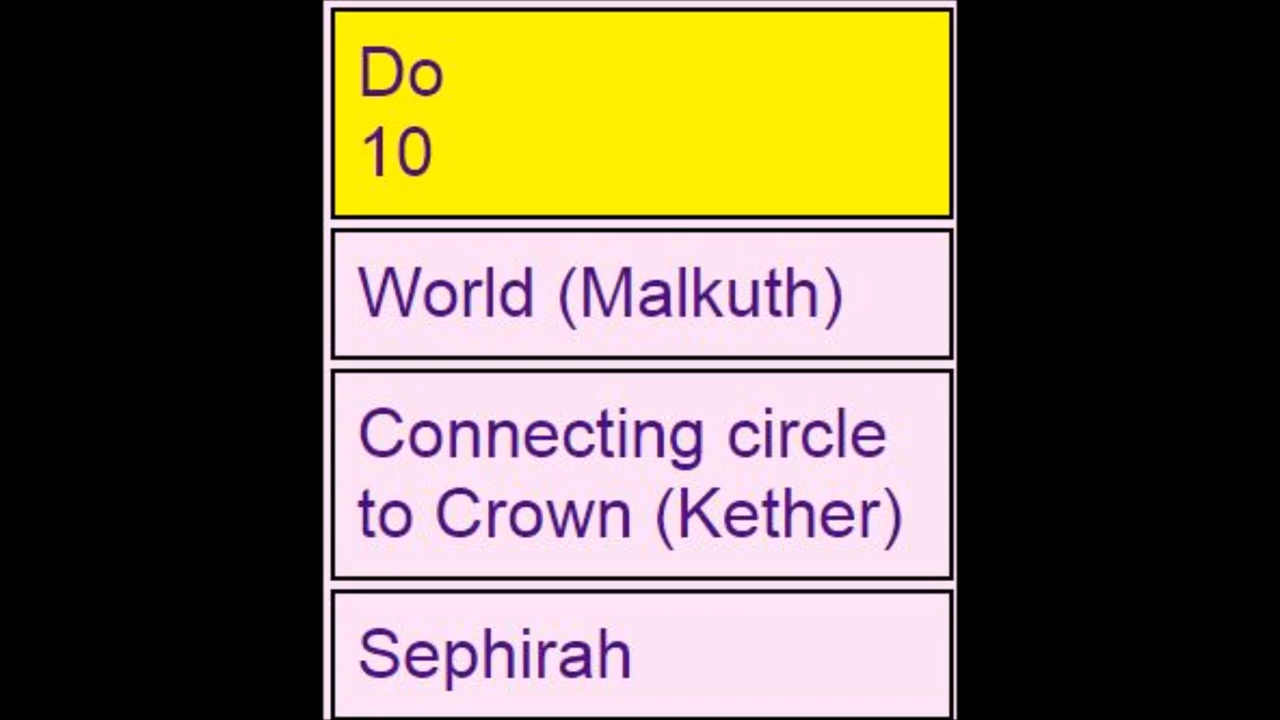 Do
10
World (Malkuth)
Connecting circle
to Crown (Kether)
Sephirah